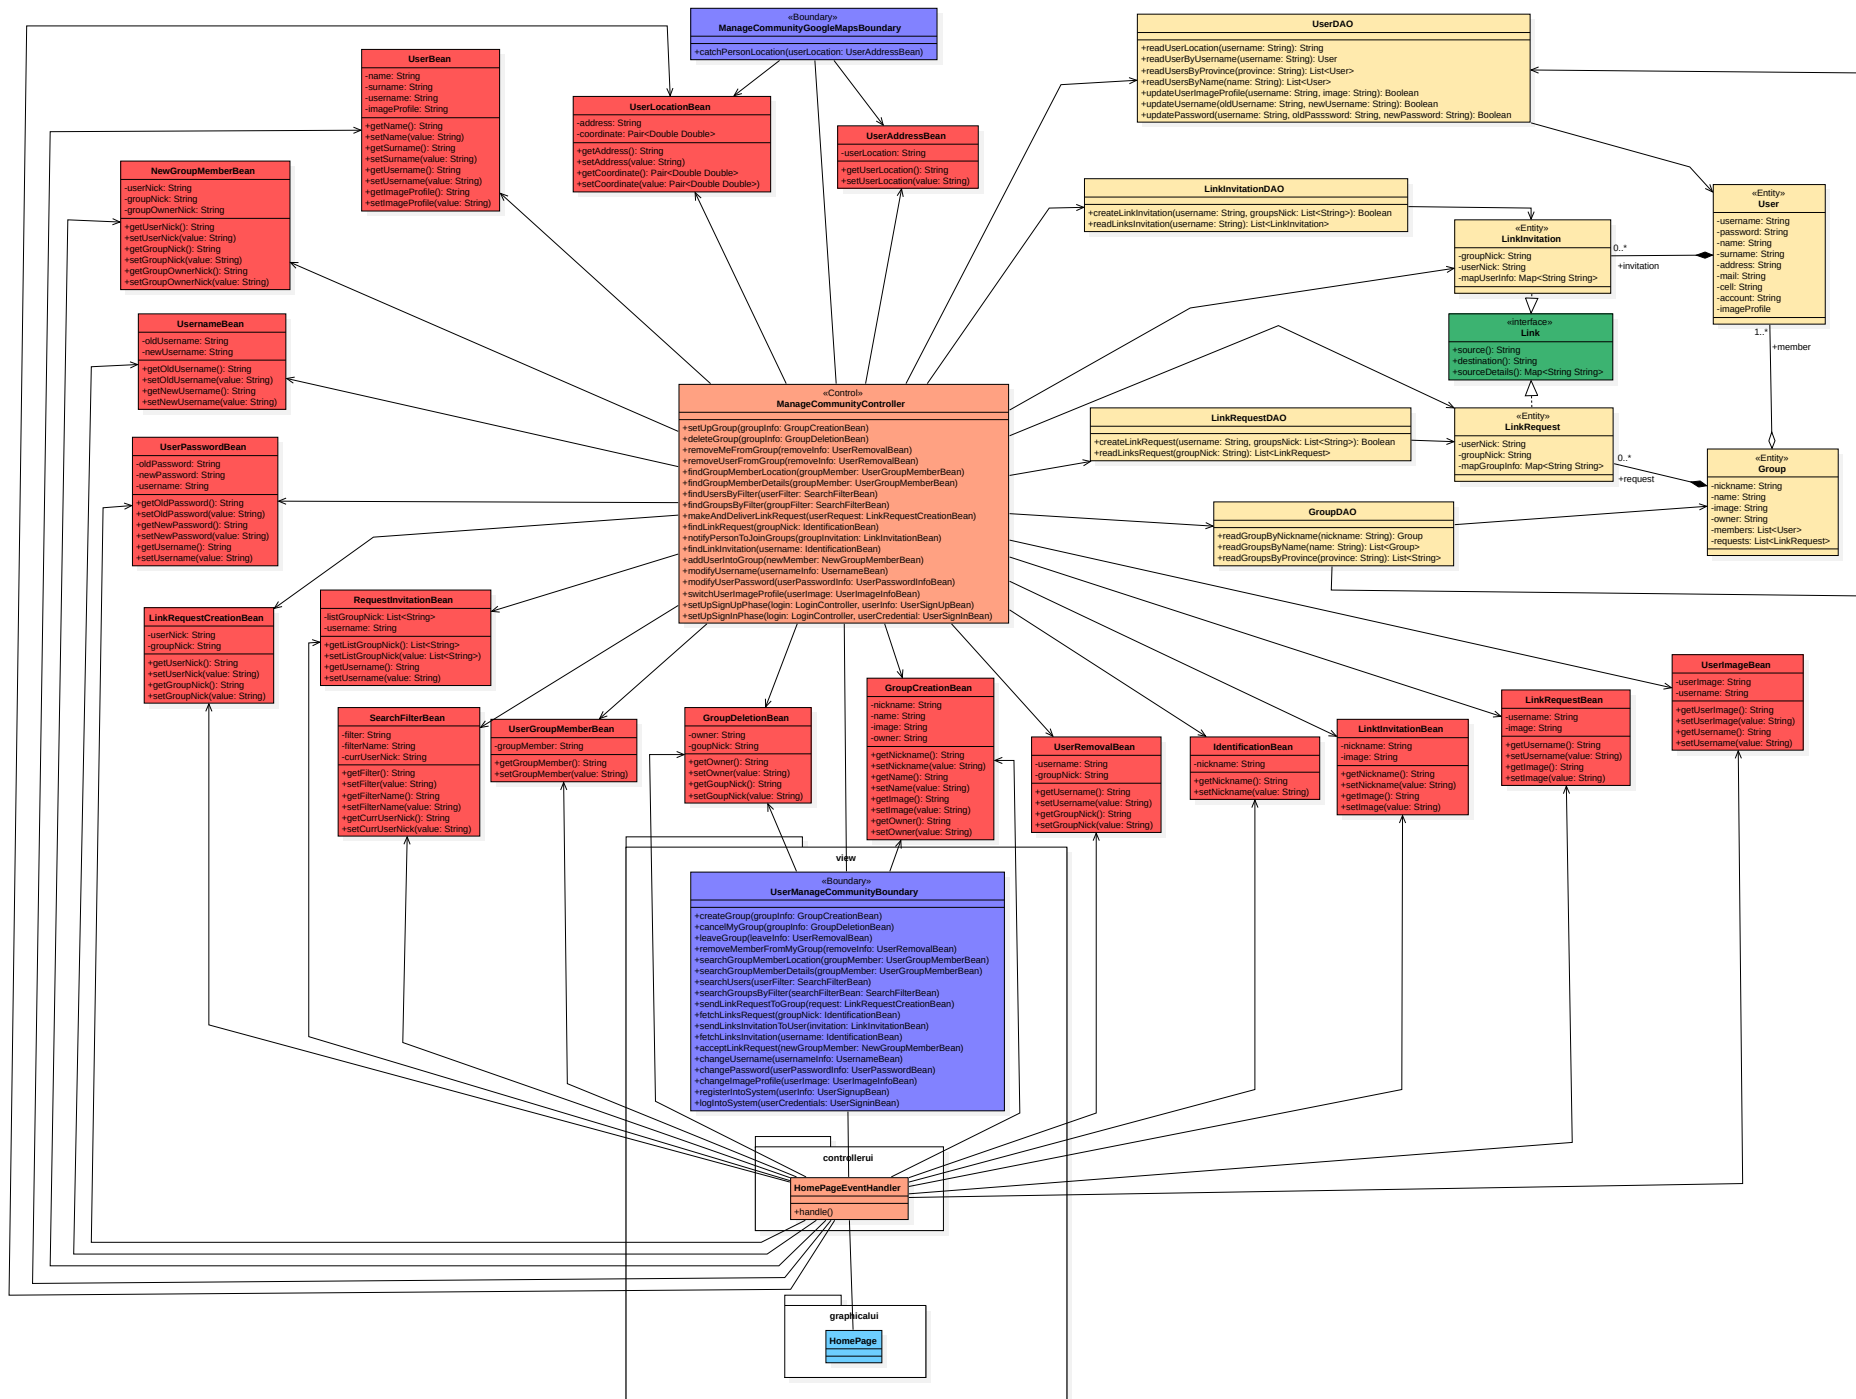 «Boundary»
ManageCommunityGoogleMapsBoundary
+catchPersonLocation(userLocation: UserAddressBean)
UserDAO
+readUserLocation(username: String): String
+readUserByUsername(username: String): User
+readUsersByProvince(province: String): List<User>
+readUsersByName(name: String): List<User>
+updateUserImageProfile(username: String, image: String): Boolean
+updateUsername(oldUsername: String, newUsername: String): Boolean
+updatePassword(username: String, oldPasssword: String, newPassword: String): Boolean
UserBean
-name: String
-surname: String
-username: String
-imageProfile: String
+getName(): String
+setName(value: String)
+getSurname(): String
+setSurname(value: String)
+getUsername(): String
+setUsername(value: String)
+getImageProfile(): String
+setImageProfile(value: String)
UserLocationBean
-address: String
-coordinate: Pair<Double Double>
+getAddress(): String
+setAddress(value: String)
+getCoordinate(): Pair<Double Double>
+setCoordinate(value: Pair<Double Double>)
UserAddressBean
-userLocation: String
+getUserLocation(): String
+setUserLocation(value: String)
NewGroupMemberBean
-userNick: String
-groupNick: String
-groupOwnerNick: String
+getUserNick(): String
+setUserNick(value: String)
+getGroupNick(): String
+setGroupNick(value: String)
+getGroupOwnerNick(): String
+setGroupOwnerNick(value: String)
LinkInvitationDAO
+createLinkInvitation(username: String, groupsNick: List<String>): Boolean
+readLinksInvitation(username: String): List<LinkInvitation>
«Entity»
User
-username: String
-password: String
-name: String
-surname: String
-address: String
-mail: String
-cell: String
-account: String
-imageProfile
«Entity»
LinkInvitation
-groupNick: String
-userNick: String
-mapUserInfo: Map<String String>
0..*
+invitation
«interface»
Link
+source(): String
+destination(): String
+sourceDetails(): Map<String String>
1..*
+member
UsernameBean
-oldUsername: String
-newUsername: String
+getOldUsername(): String
+setOldUsername(value: String)
+getNewUsername(): String
+setNewUsername(value: String)
«Control»
ManageCommunityController
+setUpGroup(groupInfo: GroupCreationBean)
+deleteGroup(groupInfo: GroupDeletionBean)
+removeMeFromGroup(removeInfo: UserRemovalBean)
+removeUserFromGroup(removeInfo: UserRemovalBean)
+findGroupMemberLocation(groupMember: UserGroupMemberBean)
+findGroupMemberDetails(groupMember: UserGroupMemberBean)
+findUsersByFilter(userFilter: SearchFilterBean)
+findGroupsByFilter(groupFilter: SearchFilterBean)
+makeAndDeliverLinkRequest(userRequest: LinkRequestCreationBean)
+findLinkRequest(groupNick: IdentificationBean)
+notifyPersonToJoinGroups(groupInvitation: LinkInvitationBean)
+findLinkInvitation(username: IdentificationBean)
+addUserIntoGroup(newMember: NewGroupMemberBean)
+modifyUsername(usernameInfo: UsernameBean)
+modifyUserPassword(userPasswordInfo: UserPasswordInfoBean)
+switchUserImageProfile(userImage: UserImageInfoBean)
+setUpSignUpPhase(login: LoginController, userInfo: UserSignUpBean)
+setUpSignInPhase(login: LoginController, userCredential: UserSignInBean)
LinkRequestDAO
+createLinkRequest(username: String, groupsNick: List<String>): Boolean
+readLinksRequest(groupNick: String): List<LinkRequest>
«Entity»
LinkRequest
-userNick: String
-groupNick: String
-mapGroupInfo: Map<String String>
0..*
+request
«Entity»
Group
-nickname: String
-name: String
-image: String
-owner: String
-members: List<User>
-requests: List<LinkRequest>
UserPasswordBean
-oldPassword: String
-newPassword: String
-username: String
+getOldPassword(): String
+setOldPassword(value: String)
+getNewPassword(): String
+setNewPassword(value: String)
+getUsername(): String
+setUsername(value: String)
GroupDAO
+readGroupByNickname(nickname: String): Group
+readGroupsByName(name: String): List<Group>
+readGroupsByProvince(province: String): List<String>
LinkRequestCreationBean
-userNick: String
-groupNick: String
+getUserNick(): String
+setUserNick(value: String)
+getGroupNick(): String
+setGroupNick(value: String)
RequestInvitationBean
-listGroupNick: List<String>
-username: String
+getListGroupNick(): List<String>
+setListGroupNick(value: List<String>)
+getUsername(): String
+setUsername(value: String)
SearchFilterBean
-filter: String
-filterName: String
-currUserNick: String
+getFilter(): String
+setFilter(value: String)
+getFilterName(): String
+setFilterName(value: String)
+getCurrUserNick(): String
+setCurrUserNick(value: String)
UserGroupMemberBean
-groupMember: String
+getGroupMember(): String
+setGroupMember(value: String)
GroupDeletionBean
-owner: String
-goupNick: String
+getOwner(): String
+setOwner(value: String)
+getGoupNick(): String
+setGoupNick(value: String)
GroupCreationBean
-nickname: String
-name: String
-image: String
-owner: String
+getNickname(): String
+setNickname(value: String)
+getName(): String
+setName(value: String)
+getImage(): String
+setImage(value: String)
+getOwner(): String
+setOwner(value: String)
UserRemovalBean
-username: String
-groupNick: String
+getUsername(): String
+setUsername(value: String)
+getGroupNick(): String
+setGroupNick(value: String)
IdentificationBean
-nickname: String
+getNickname(): String
+setNickname(value: String)
LinktInvitationBean
-nickname: String
-image: String
+getNickname(): String
+setNickname(value: String)
+getImage(): String
+setImage(value: String)
LinkRequestBean
-username: String
-image: String
+getUsername(): String
+setUsername(value: String)
+getImage(): String
+setImage(value: String)
UserImageBean
-userImage: String
-username: String
+getUserImage(): String
+setUserImage(value: String)
+getUsername(): String
+setUsername(value: String)
view
«Boundary»
UserManageCommunityBoundary
+createGroup(groupInfo: GroupCreationBean)
+cancelMyGroup(groupInfo: GroupDeletionBean)
+leaveGroup(leaveInfo: UserRemovalBean)
+removeMemberFromMyGroup(removeInfo: UserRemovalBean)
+searchGroupMemberLocation(groupMember: UserGroupMemberBean)
+searchGroupMemberDetails(groupMember: UserGroupMemberBean)
+searchUsers(userFilter: SearchFilterBean)
+searchGroupsByFilter(searchFilterBean: SearchFilterBean)
+sendLinkRequestToGroup(request: LinkRequestCreationBean)
+fetchLinksRequest(groupNick: IdentificationBean)
+sendLinksInvitationToUser(invitation: LinkInvitationBean)
+fetchLinksInvitation(username: IdentificationBean)
+acceptLinkRequest(newGroupMember: NewGroupMemberBean)
+changeUsername(usernameInfo: UsernameBean)
+changePassword(userPasswordInfo: UserPasswordBean)
+changeImageProfile(userImage: UserImageInfoBean)
+registerIntoSystem(userInfo: UserSignupBean)
+logIntoSystem(userCredentials: UserSigninBean)
controllerui
HomePageEventHandler
+handle()
graphicalui
HomePage